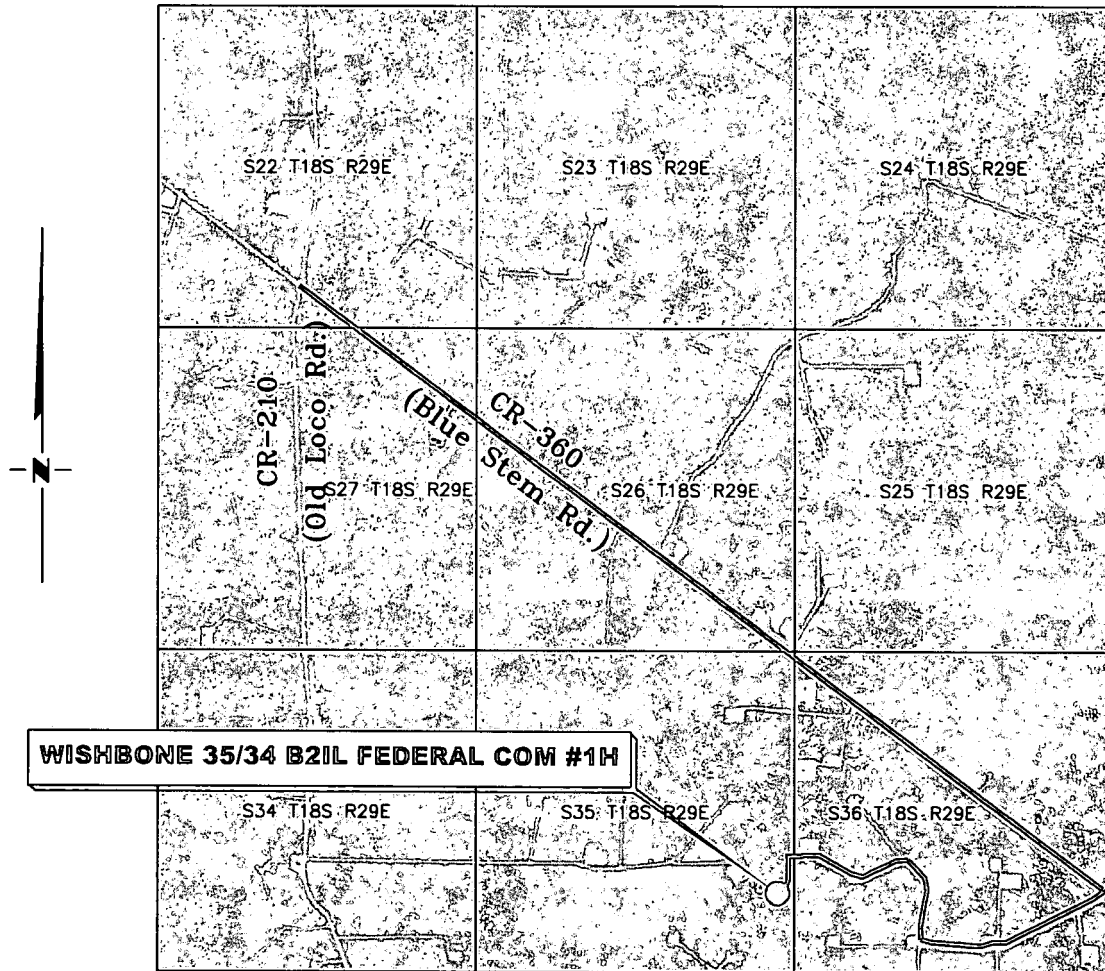 S22 T18S R29E
S23 T18S R29E
S24 T18S R29E
CR-210
(Old Loco Rd.)
CR-360
(Blue Stem Rd.)
S27 T18S R29E
S26 T18S R29E
S25 T18S R29E
N
WISHBONE 35/34 B2IL FEDERAL COM #1H
S34 T18S R29E
S35 T18S R29E
S36 T18S R29E